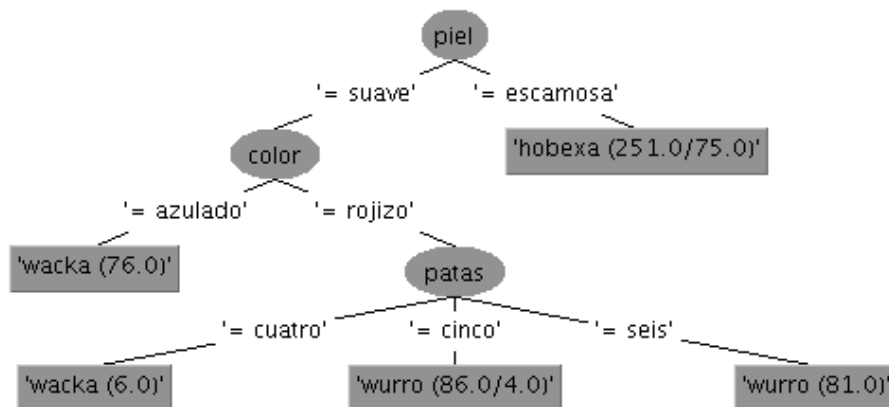 piel
'= suave' '= escamosa'
color 'hobexa (251.0/75.0)'
'= azulado' '= rojizo'
'wacka (76.0)' patas
'= cuatro' '= cinco' '= seis'
'wacka (6.0)' 'wurro (86.0/4.0)' 'wurro (81.0)'